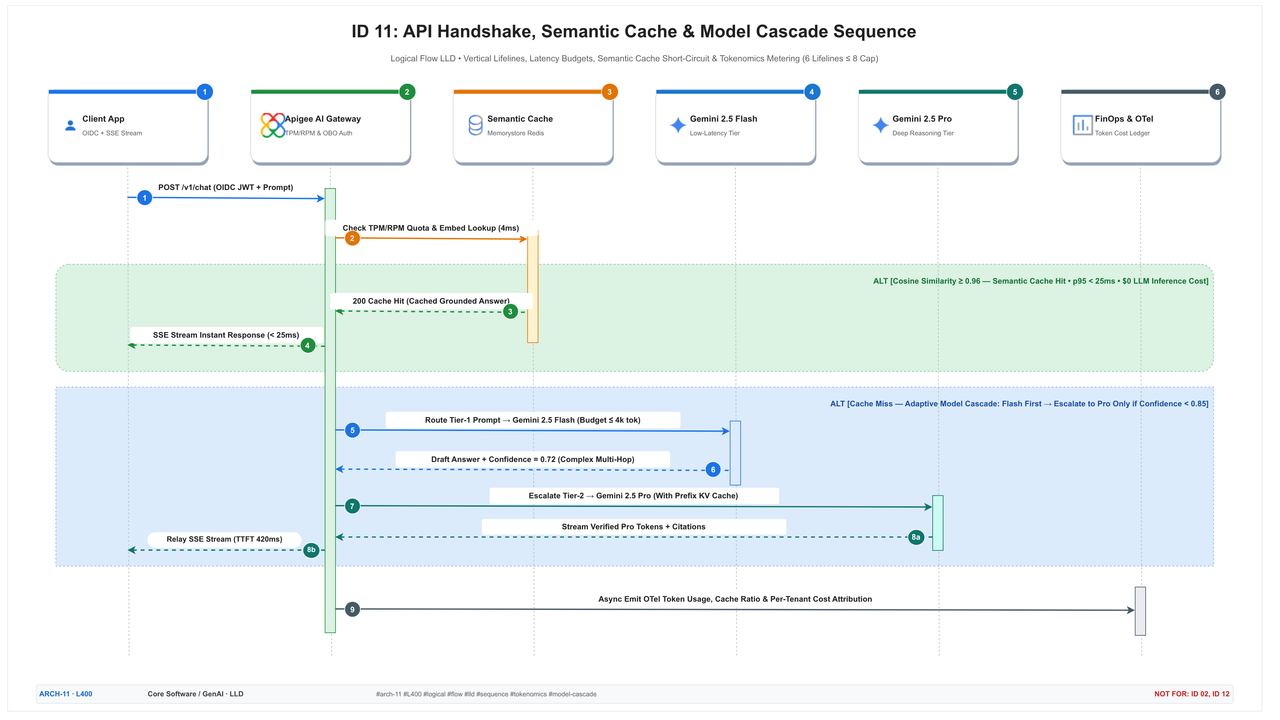 ID 11: API Handshake, Semantic Cache & Model Cascade Sequence
Logical Flow LLD • Vertical Lifelines, Latency Budgets, Semantic Cache Short-Circuit & Tokenomics Metering (6 Lifelines ≤ 8 Cap)
1
Client App
OIDC + SSE Stream
2
Apigee AI Gateway
TPM/RPM & OBO Auth
3
Semantic Cache
Memorystore Redis
4
Gemini 2.5 Flash
Low-Latency Tier
5
Gemini 2.5 Pro
Deep Reasoning Tier
6
FinOps & OTel
Token Cost Ledger
POST /v1/chat (OIDC JWT + Prompt)
1
Check TPM/RPM Quota & Embed Lookup (4ms)
2
ALT [Cosine Similarity ≥ 0.96 — Semantic Cache Hit • p95 < 25ms • $0 LLM Inference Cost]
200 Cache Hit (Cached Grounded Answer)
3
SSE Stream Instant Response (< 25ms)
4
ALT [Cache Miss — Adaptive Model Cascade: Flash First → Escalate to Pro Only if Confidence < 0.85]
Route Tier-1 Prompt → Gemini 2.5 Flash (Budget ≤ 4k tok)
5
Draft Answer + Confidence = 0.72 (Complex Multi-Hop)
6
Escalate Tier-2 → Gemini 2.5 Pro (With Prefix KV Cache)
7
Stream Verified Pro Tokens + Citations
8a
Relay SSE Stream (TTFT 420ms)
8b
Async Emit OTel Token Usage, Cache Ratio & Per-Tenant Cost Attribution
9
ARCH-11 · L400
Core Software / GenAI · LLD
#arch-11 #L400 #logical #flow #lld #sequence #tokenomics #model-cascade
NOT FOR: ID 02, ID 12